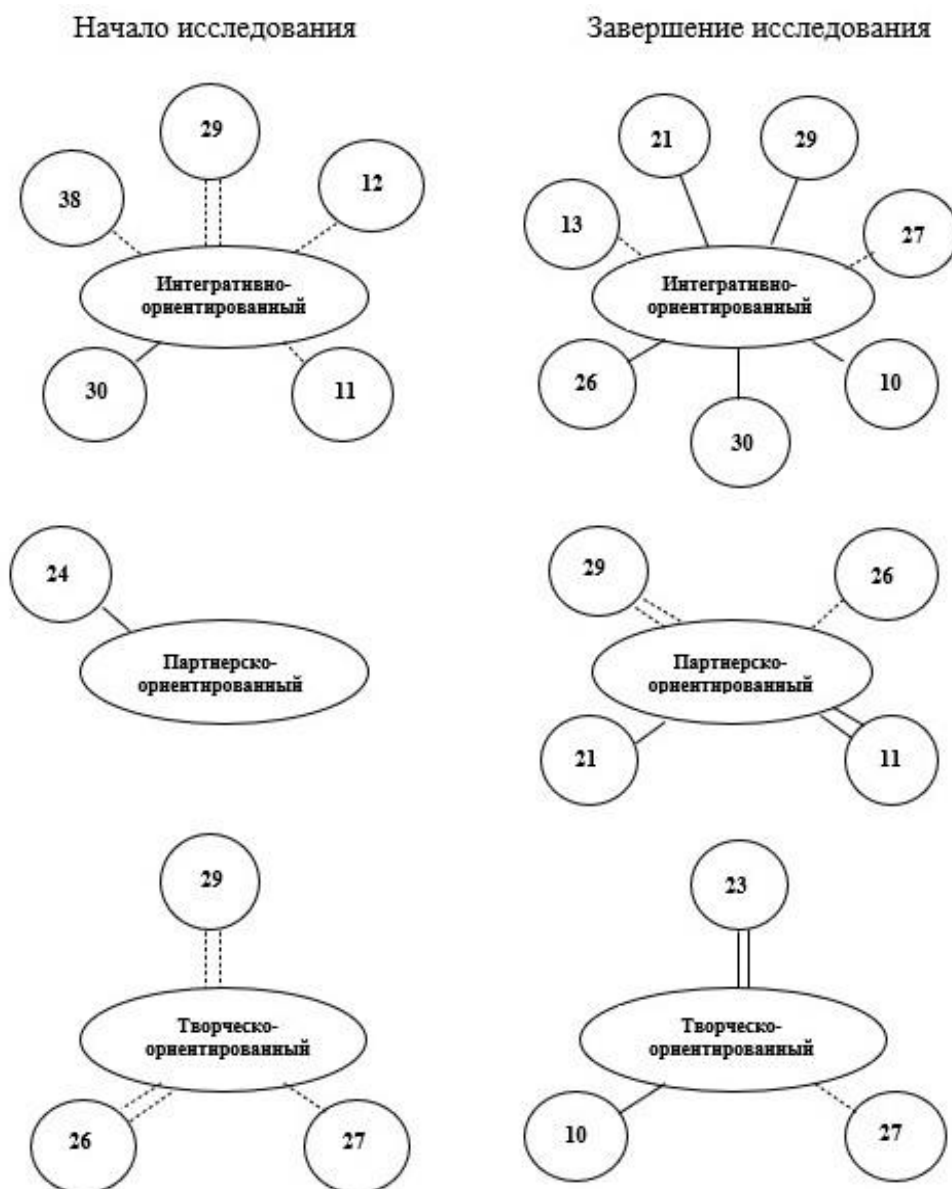 Начало исследования
Завершение исследования
29
38
12
Интегративно-
ориентированный
30
11
21
29
13
27
Интегративно-
ориентированный
26
10
30
24
Партнерско-
ориентированный
29
26
Партнерско-
ориентированный
21
11
29
Творческо-
ориентированный
26
27
23
Творческо-
ориентированный
10
27